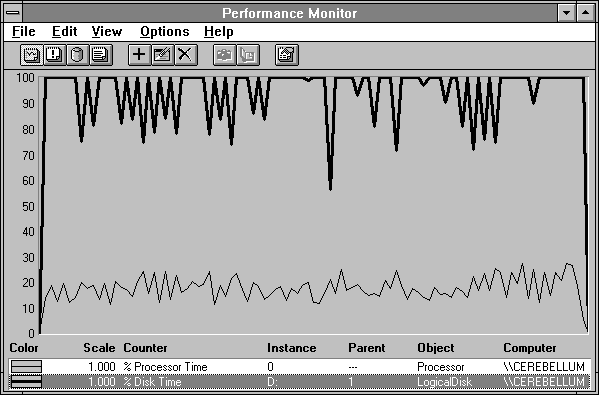 Performance Monitor
File Edit View Options Help
100
90
80
70
60
50
40
30
20
10
0
Color Scale Counter Instance Parent Object Computer
1.000 % Processor Time 0 --- Processor \\CEREBELLUM
1.000 % Disk Time D: 1 LogicalDisk \\CEREBELLUM